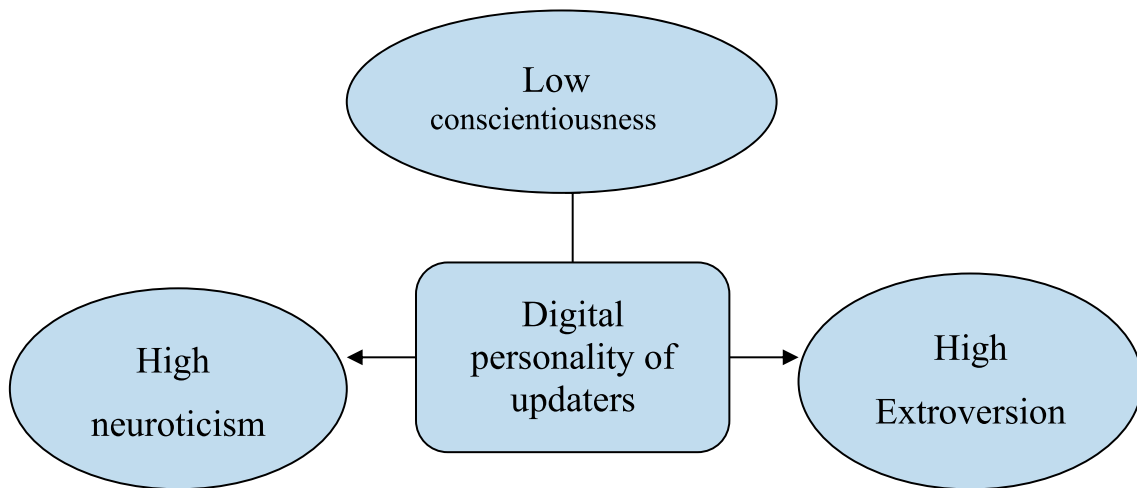 Low
conscientiousness
High
neuroticism
Digital
personality of
updaters
High
Extroversion